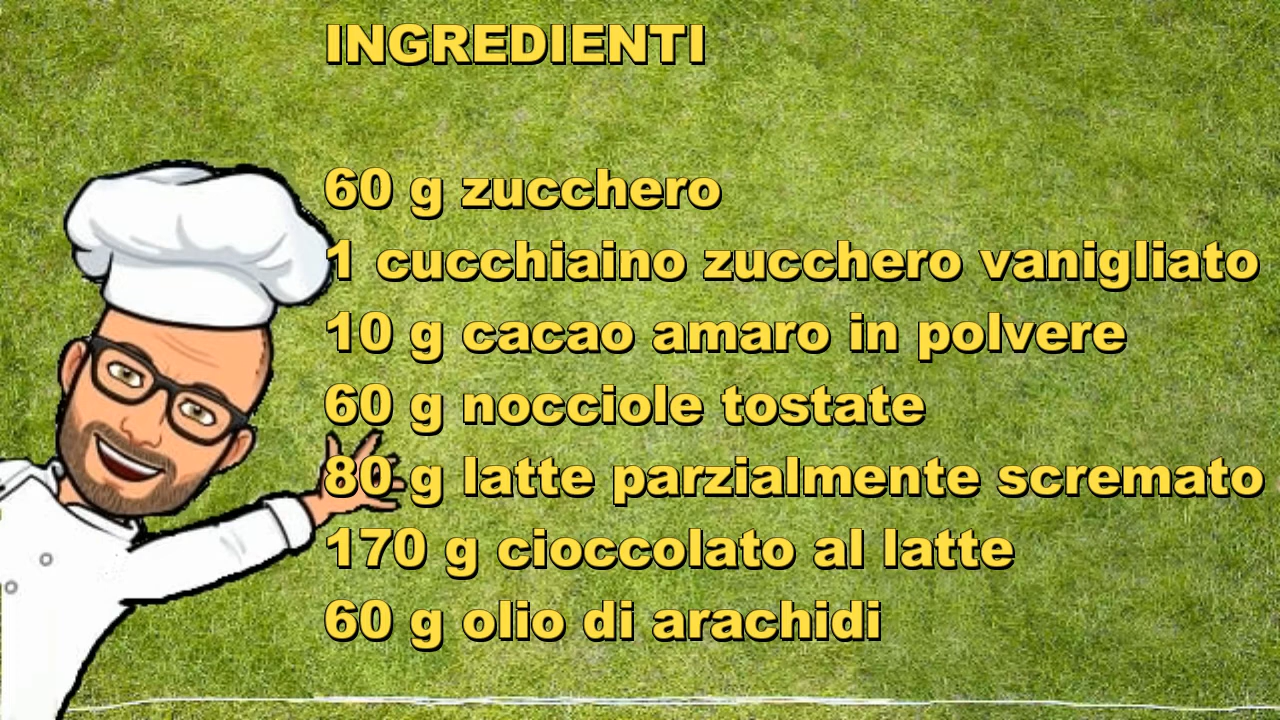 INGREDIENTI
60 g zucchero
1 cucchiaino zucchero vanigliato
10 g cacao amaro in polvere
60 g nocciole tostate
80 g latte parzialmente scremato
170 g cioccolato al latte
60 g olio di arachidi